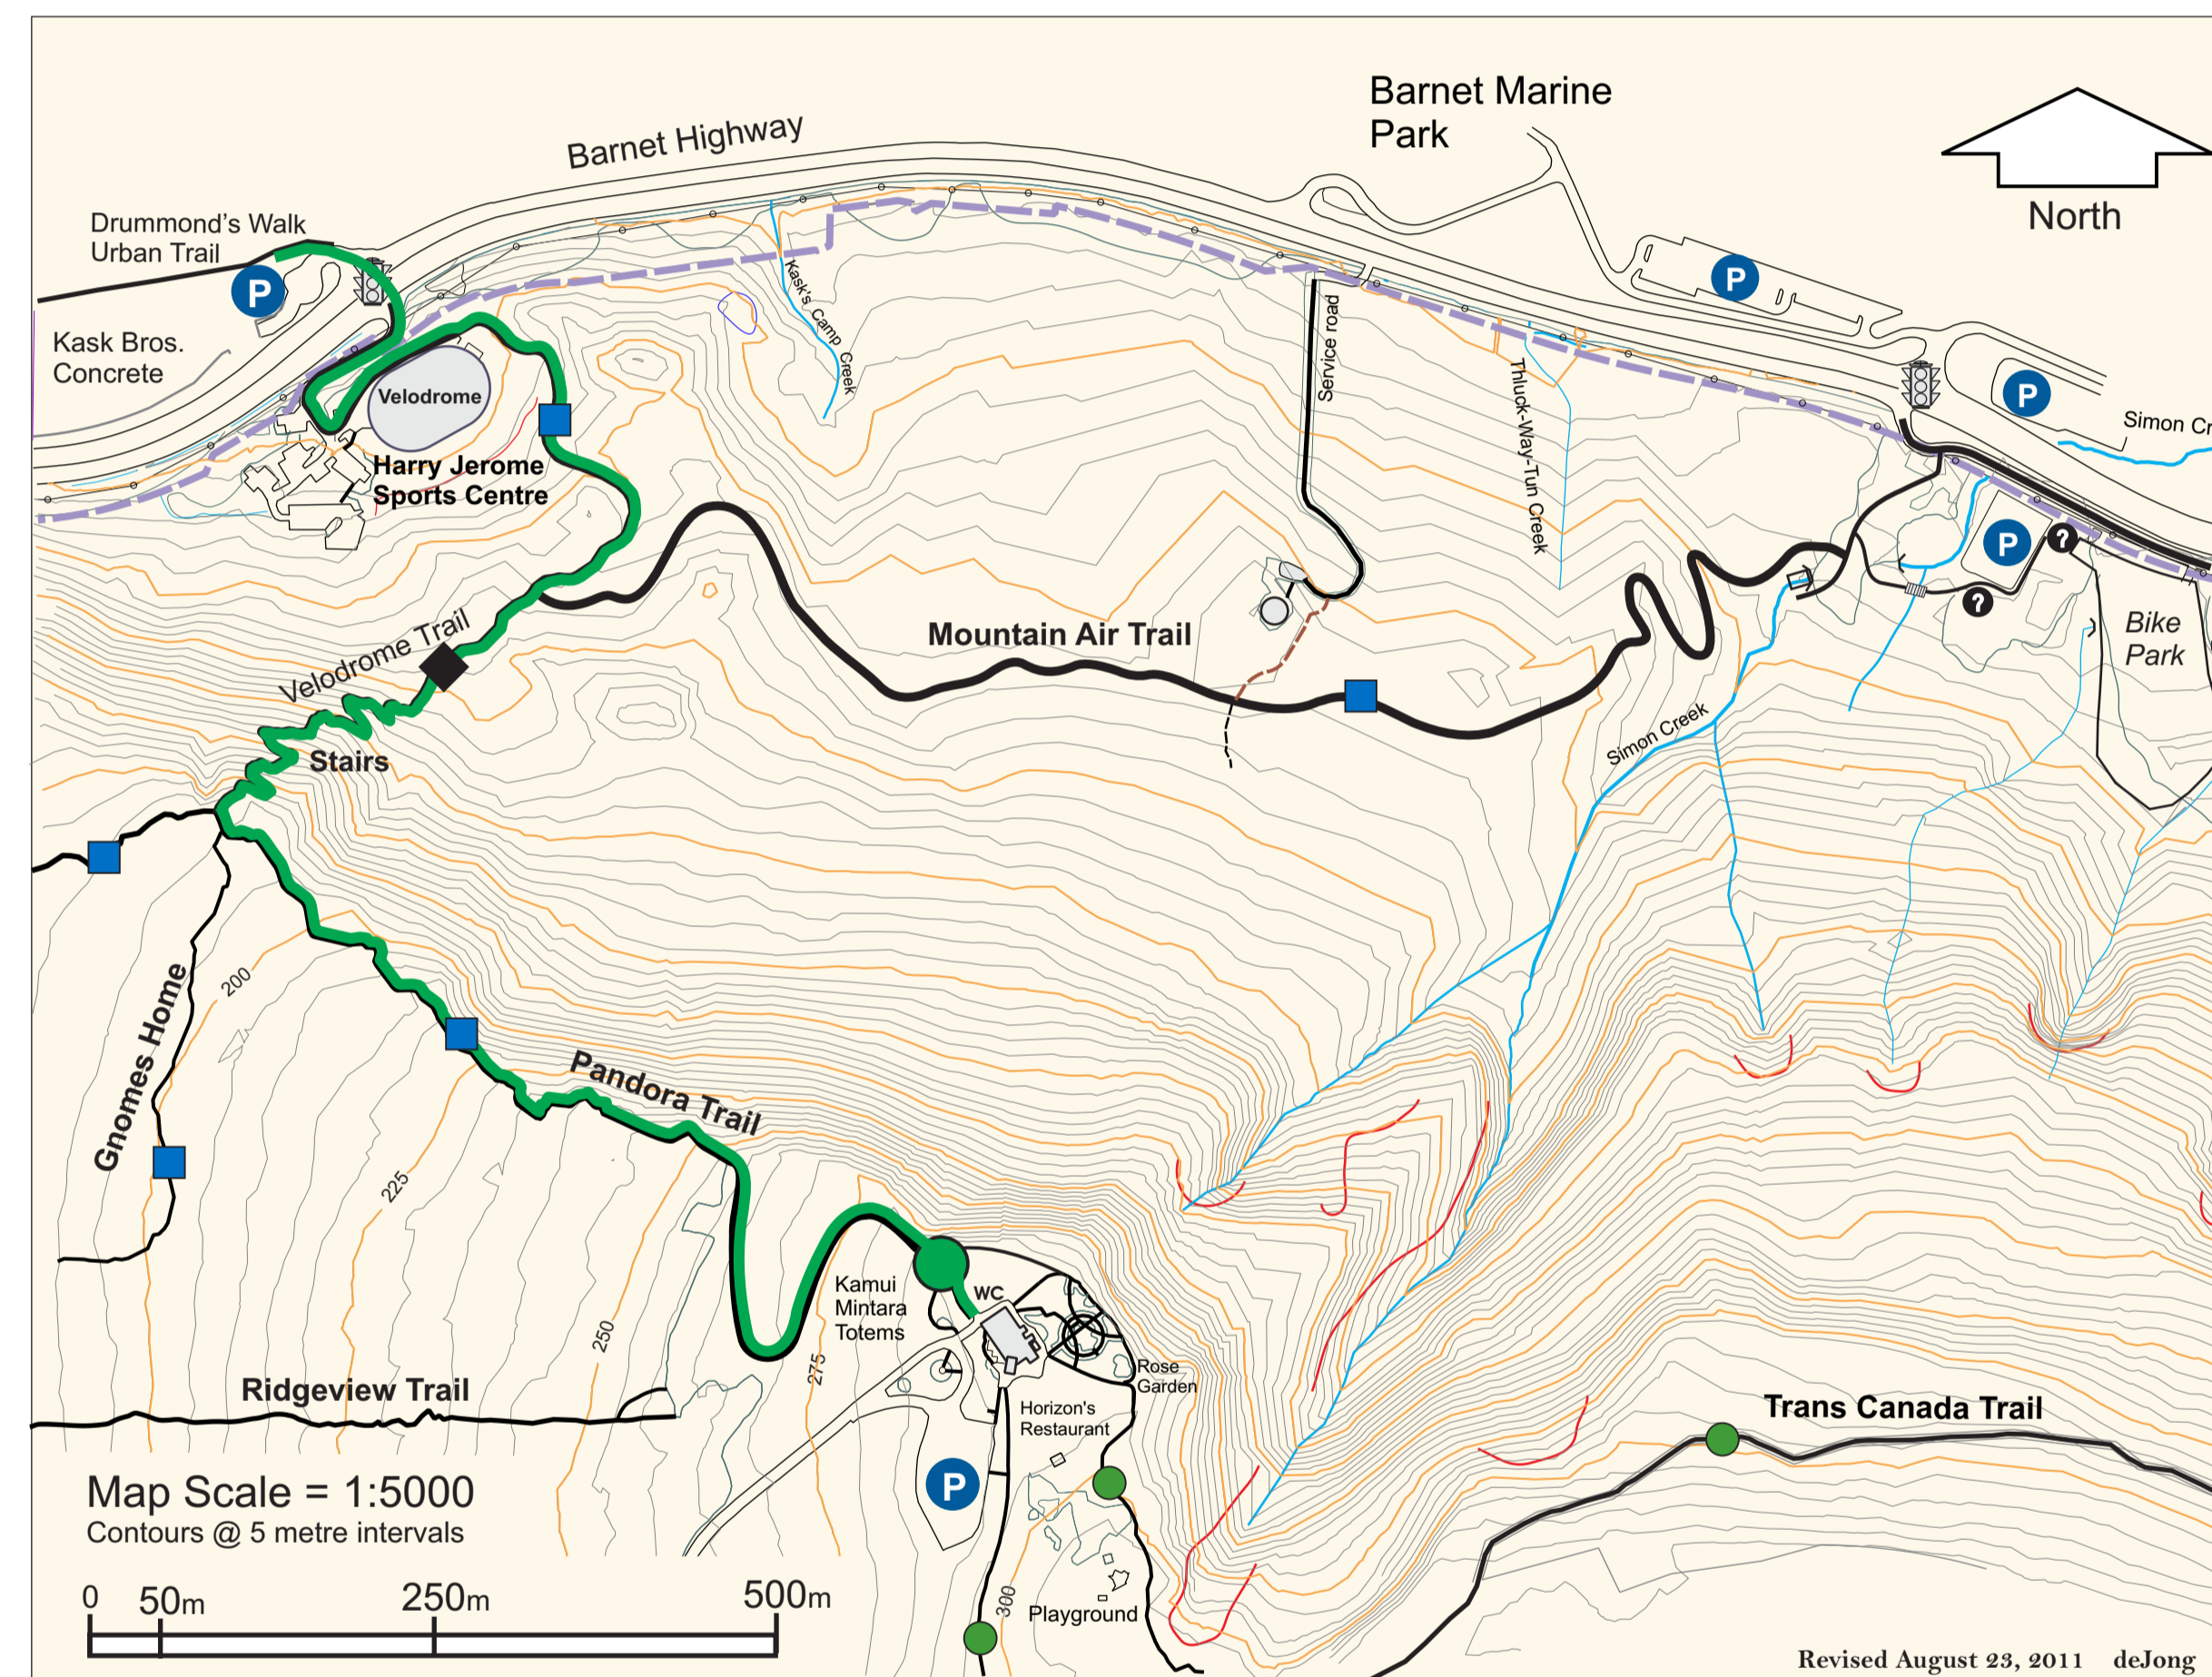 Barnet Marine
Park
Barnet Highway
North
Drummond's Walk
Urban Trail
P
P
P
Kask Bros.
Concrete
Velodrome
Kask's Camp Creek
Service road
Thluck-Way-Tun Creek
Simon Cr
Harry Jerome
Sports Centre
P
?
?
Bike
Park
Velodrome Trail
Mountain Air Trail
Stairs
Simon Creek
Gnomes Home
200
Pandora Trail
225
250
275
Kamui
Mintara
Totems
WC
Rose
Garden
Horizon's
Restaurant
Ridgeview Trail
Trans Canada Trail
P
Map Scale = 1:5000
Contours @ 5 metre intervals
0 50m 250m 500m
300
Playground
Revised August 23, 2011 deJong